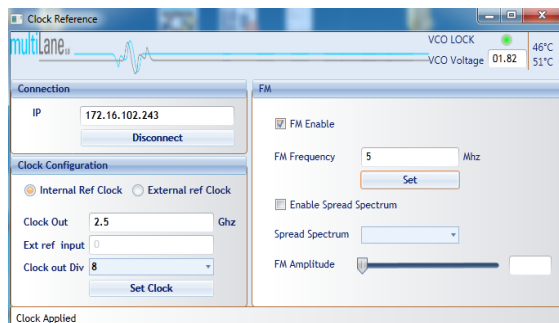 Clock Reference
multiLane SAL
VCO LOCK
46°C
VCO Voltage 01.82 51°C
Connection
IP 172.16.102.243
Disconnect
Clock Configuration
Internal Ref Clock External ref Clock
Clock Out 2.5 Ghz
Ext ref input 0
Clock out Div 8
Set Clock
FM
FM Enable
FM Frequency 5 Mhz
Set
Enable Spread Spectrum
Spread Spectrum
FM Amplitude
Clock Applied